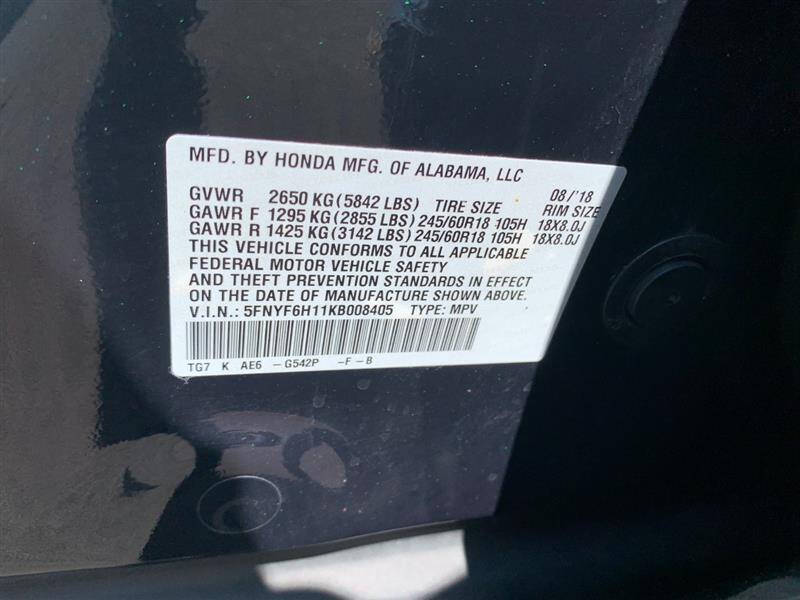 MFD. BY HONDA MFG. OF ALABAMA, LLC
GVWR 2650 KG (5842 LBS) TIRE SIZE 08/'18 RIM SIZE
GAWR F 1295 KG (2855 LBS) 245/60R18 105H 18X8.0J
GAWR R 1425 KG (3142 LBS) 245/60R18 105H 18X8.0J
THIS VEHICLE CONFORMS TO ALL APPLICABLE
FEDERAL MOTOR VEHICLE SAFETY
AND THEFT PREVENTION STANDARDS IN EFFECT
ON THE DATE OF MANUFACTURE SHOWN ABOVE.
V.I.N.: 5FNYF6H11KB008405 TYPE: MPV
TG7 K AE6 -G542P -F-B